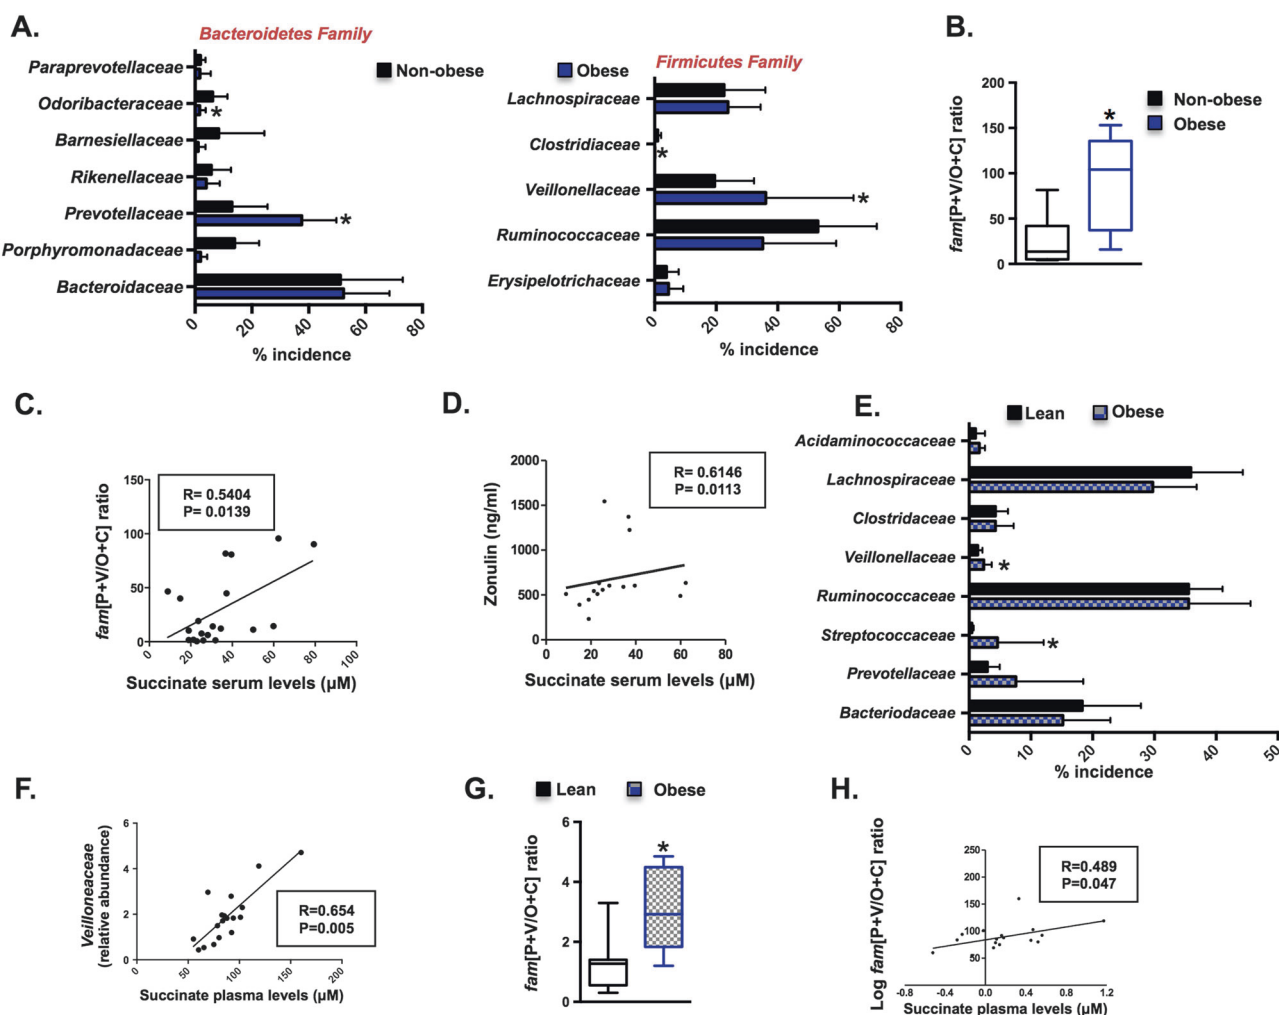 A.
Bacteroidetes Family
Non-obese
Obese
Paraprevotellaceae
Odoribacteraceae
*
Barnesiellaceae
Rikenellaceae
Prevotellaceae
*
Porphyromonadaceae
Bacteroidaceae
0 20 40 60 80
% incidence
Firmicutes Family
Lachnospiraceae
Clostridiaceae
*
Veillonellaceae
*
Ruminococcaceae
Erysipelotrichaceae
0 20 40 60 80
% incidence
B.
fam[P+V/O+C] ratio
200
150
100
50
0
*
Non-obese
Obese
C.
fam[P+V/O+C] ratio
150
100
50
0
R= 0.5404
P= 0.0139
0 20 40 60 80 100
Succinate serum levels (µM)
D.
Zonulin (ng/ml)
2000
1500
1000
500
0
R= 0.6146
P= 0.0113
0 20 40 60 80
Succinate serum levels (µM)
E.
Lean
Obese
Acidaminococcaceae
Lachnospiraceae
Clostridaceae
Veillonellaceae
*
Ruminococcaceae
Streptococcaceae
*
Prevotellaceae
Bacteriodaceae
0 10 20 30 40 50
% incidence
F.
Veilloneaceae
(relative abundance)
6
4
2
0
R=0.654
P=0.005
0 50 100 150 200
Succinate plasma levels (µM)
G.
Lean
Obese
fam[P+V/O+C] ratio
6
4
2
0
*
H.
Log fam[P+V/O+C] ratio
250
200
150
100
50
R=0.489
P=0.047
-0.8 -0.4 0.0 0.4 0.8 1.2
Succinate plasma levels (µM)